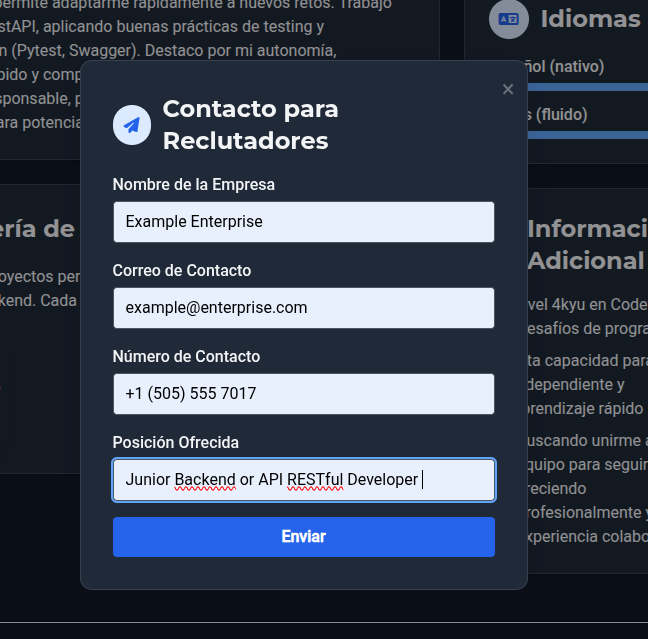 permite adaptarme rápidamente a nuevos retos. Trabajo
stAPI, aplicando buenas prácticas de testing y
n (Pytest, Swagger). Destaco por mi autonomía,
pido y comp
sponsable, p
ara potencia
Idiomas
ñol (nativo)
s (fluido)
×
Contacto para
Reclutadores
Nombre de la Empresa
Example Enterprise
Correo de Contacto
example@enterprise.com
Número de Contacto
+1 (505) 555 7017
Posición Ofrecida
Junior Backend or API RESTful Developer
Enviar
ría de
oyectos per
kend. Cada
Informaci
Adicional
vel 4kyu en Code
esafíos de progra
ta capacidad para
dependiente y
prendizaje rápido
uscando unirme a
quipo para seguir
reciendo
rofesionalmente y
xperiencia colabo